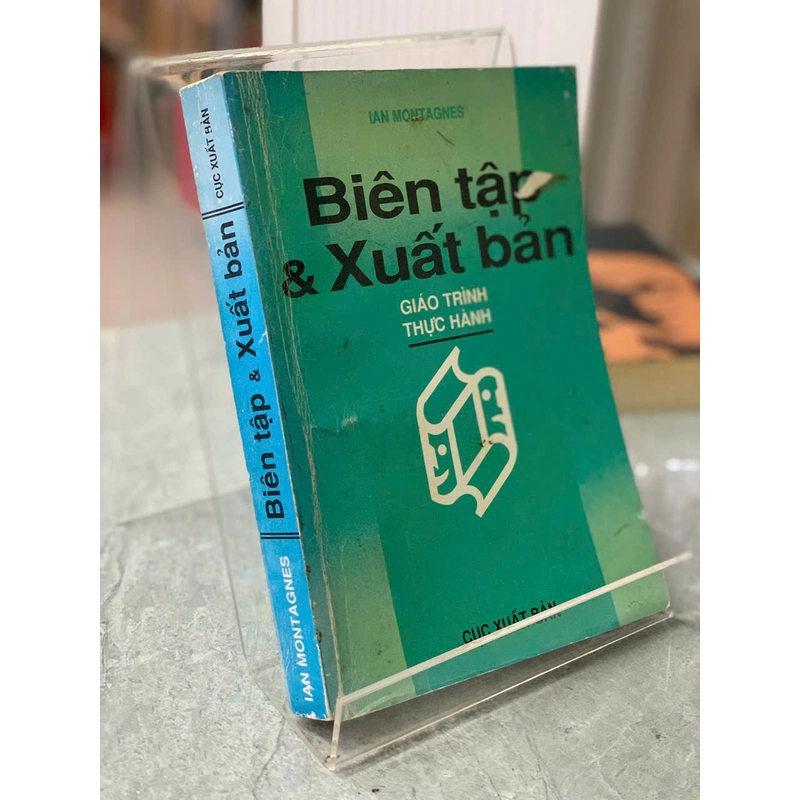 IAN MONTAGNES
Biên tập
& Xuất bản
GIÁO TRÌNH
THỰC HÀNH
CỤC XUẤT BẢN
CỤC XUẤT BẢN
Biên tập & Xuất bản
IAN MONTAGNES